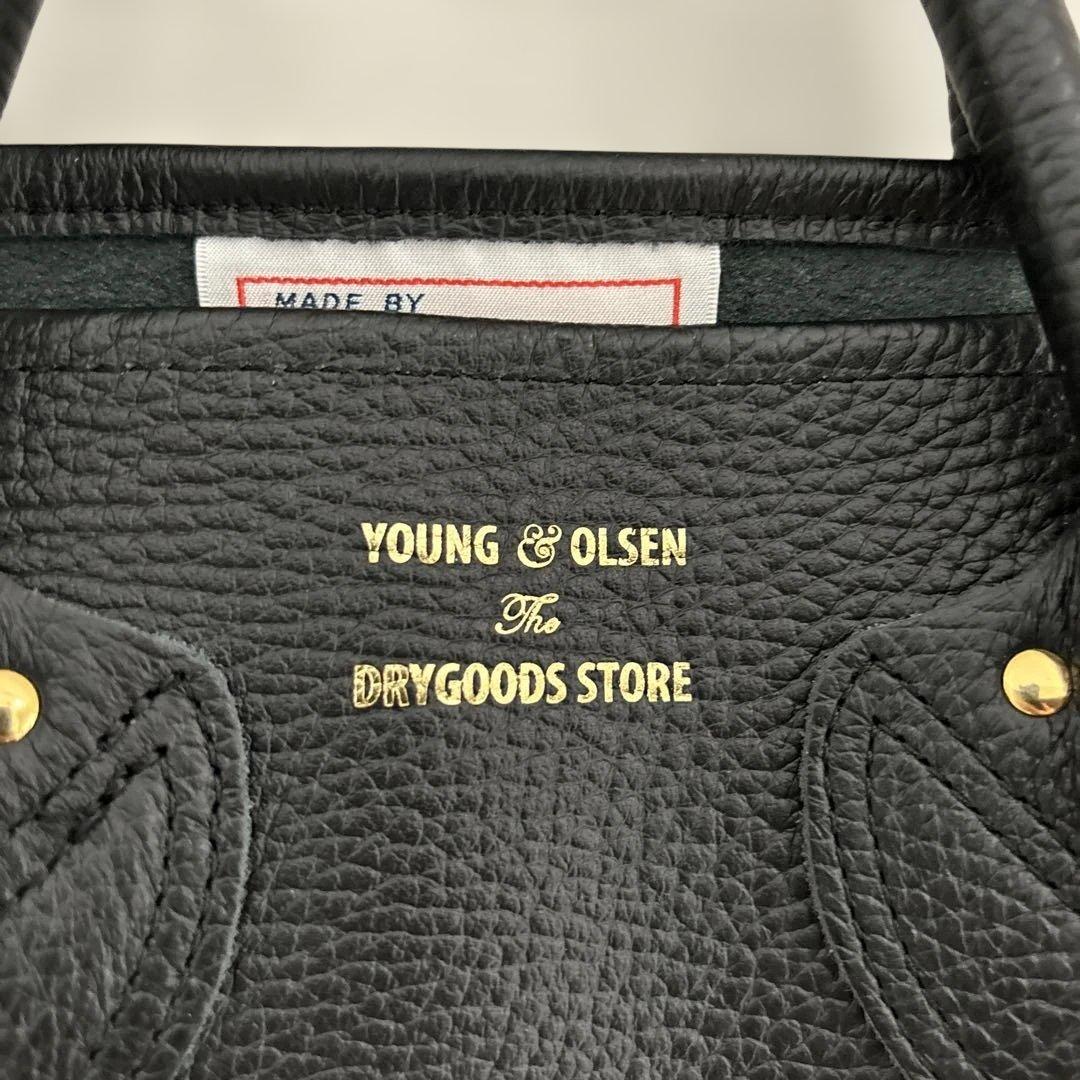 MADE BY
YOUNG & OLSEN
The
DRYGOODS STORE